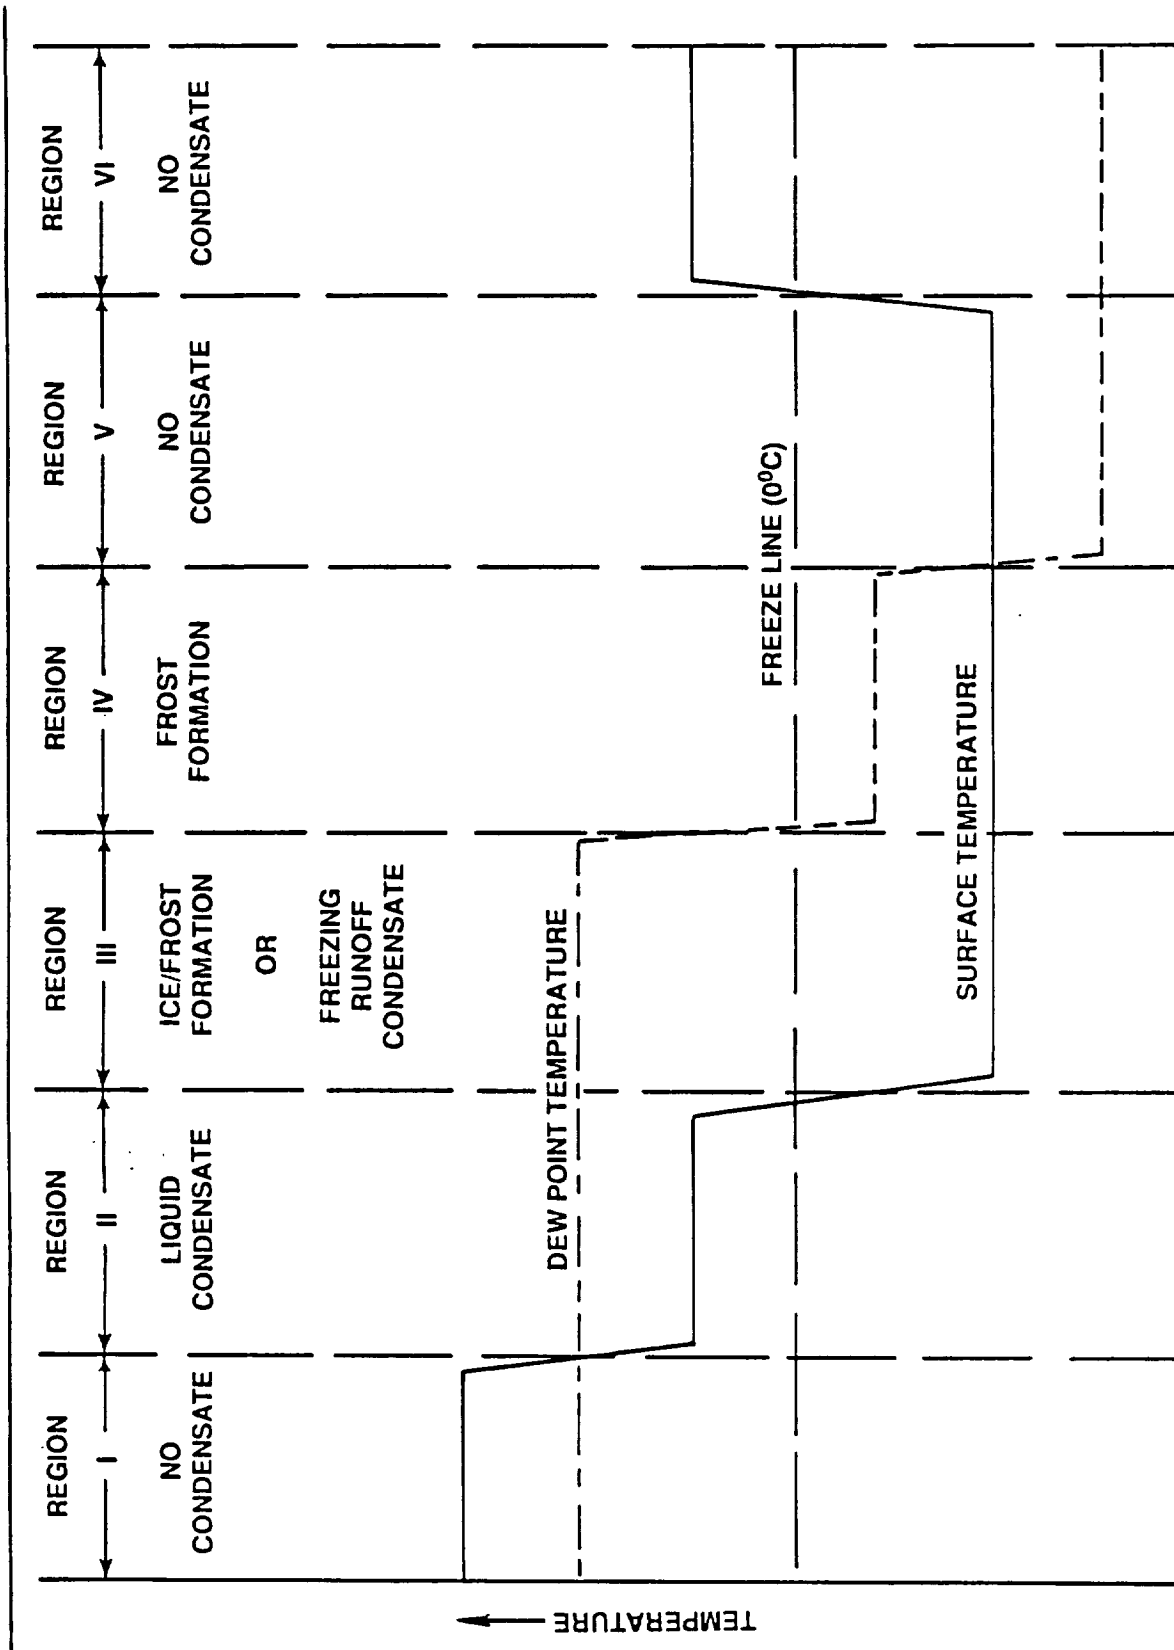 REGION
I
NO
CONDENSATE
REGION
II
LIQUID
CONDENSATE
REGION
III
ICE/FROST
FORMATION
OR
FREEZING
RUNOFF
CONDENSATE
REGION
IV
FROST
FORMATION
REGION
V
NO
CONDENSATE
REGION
VI
NO
CONDENSATE
TEMPERATURE
DEW POINT TEMPERATURE
FREEZE LINE (0⁰C)
SURFACE TEMPERATURE